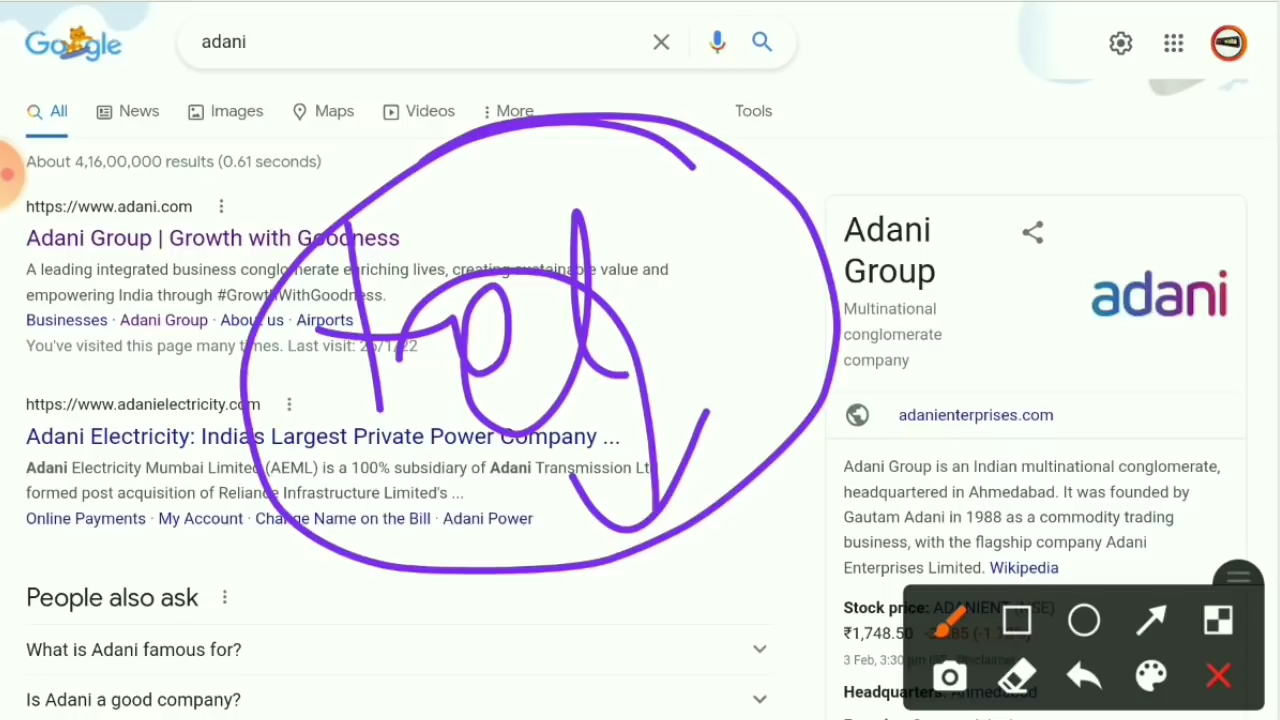 Google
adani
All News Images Maps Videos More Tools
About 4,16,00,000 results (0.61 seconds)
https://www.adani.com
Adani Group | Growth with Goodness
A leading integrated business conglomerate enriching lives, creating sustainable value and
empowering India through #GrowthWithGoodness.
Businesses · Adani Group · About us · Airports
You've visited this page many times. Last visit: 26/1/22
https://www.adanielectricity.com
Adani Electricity: India's Largest Private Power Company ...
Adani Electricity Mumbai Limited (AEML) is a 100% subsidiary of Adani Transmission Lt
formed post acquisition of Reliance Infrastructure Limited's ...
Online Payments · My Account · Change Name on the Bill · Adani Power
People also ask
What is Adani famous for?
Is Adani a good company?
Adani
Group
Multinational
conglomerate
company
adani
adanienterprises.com
Adani Group is an Indian multinational conglomerate,
headquartered in Ahmedabad. It was founded by
Gautam Adani in 1988 as a commodity trading
business, with the flagship company Adani
Enterprises Limited. Wikipedia
Stock price: ADANIENT (NSE)
₹1,748.50
3 Feb, 3:30 pm
Headquarters: Ahmedabad